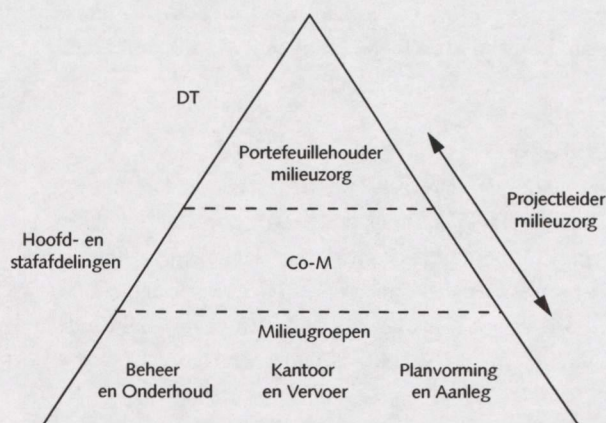 DT
Portefeuillehouder
milieuzorg
Projectleider
milieuzorg
Hoofd- en
stafafdelingen
Co-M
Milieugroepen
Beheer
en Onderhoud
Kantoor
en Vervoer
Planvorming
en Aanleg